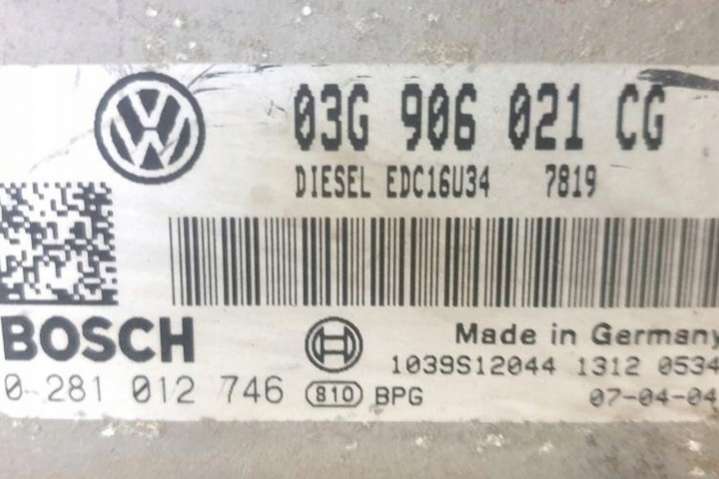 03G 906 021 CG
DIESEL EDC16U34 7819
BOSCH
Made in Germany
1039S12044 1312 0534
0 281 012 746 810 BPG
07-04-04